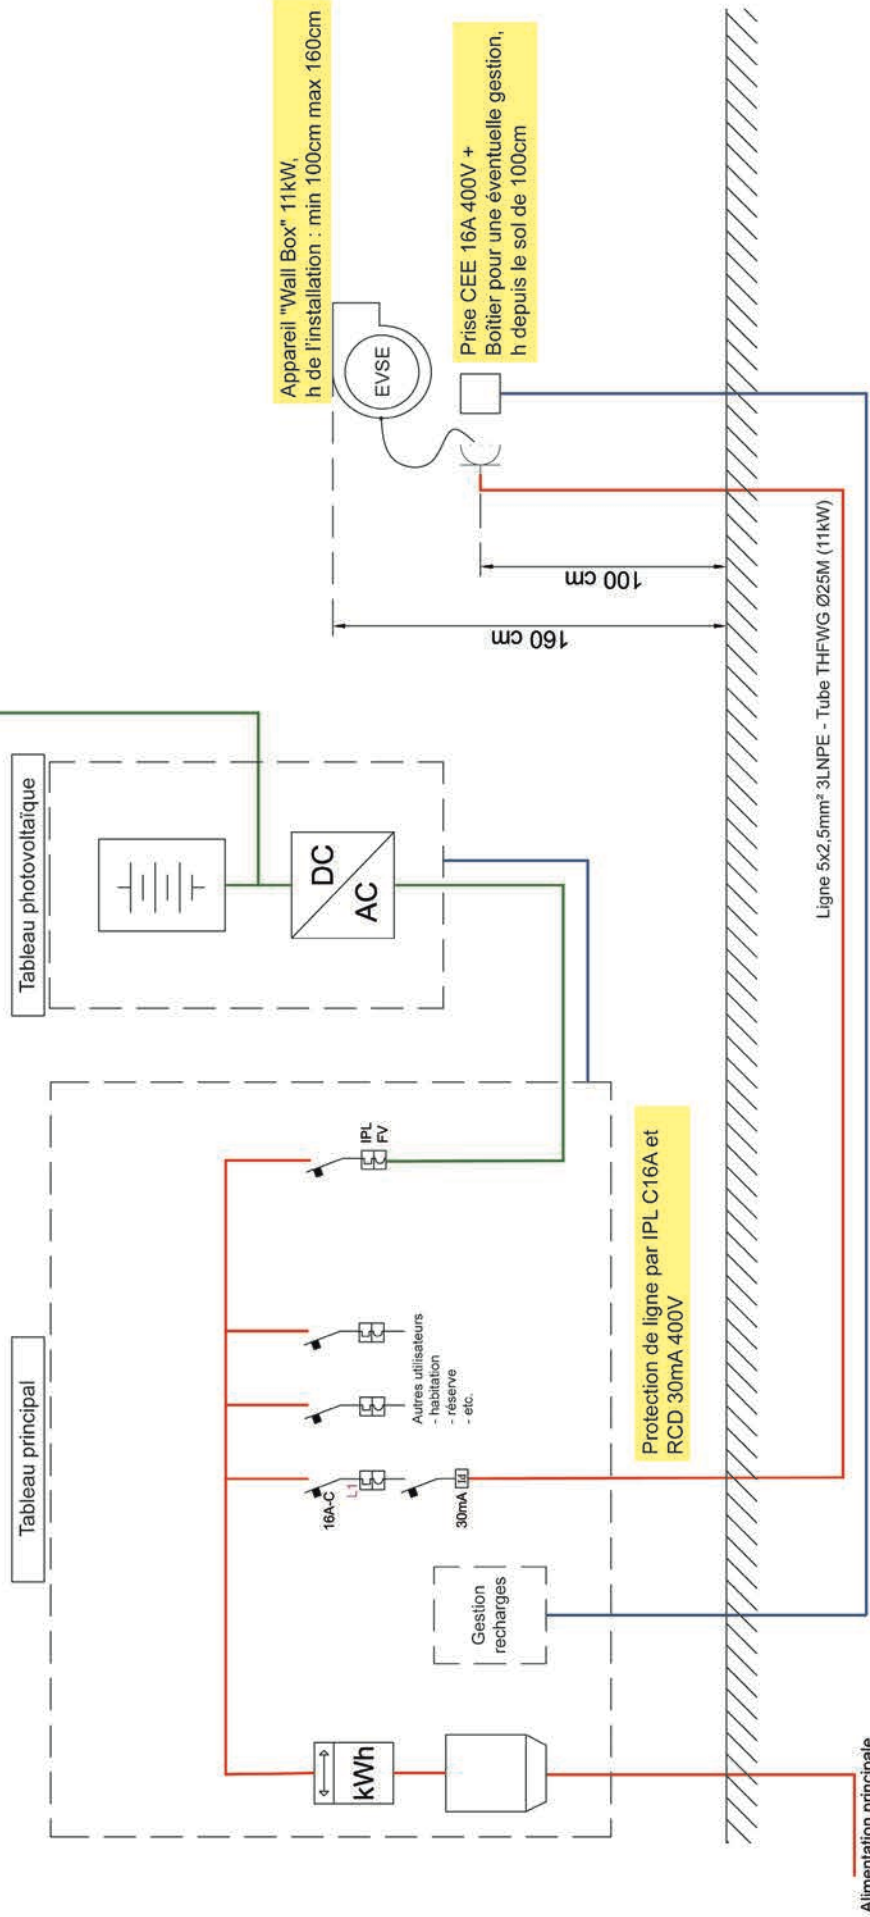 Tableau principal
Tableau photovoltaïque
Appareil "Wall Box" 11kW,
h de l'installation : min 100cm max 160cm
EVSE
Prise CEE 16A 400V +
Boîtier pour une éventuelle gestion,
h depuis le sol de 100cm
160 cm
100 cm
DC
AC
kWh
Gestion
recharges
16A-C
L1
30mA
Id
Autres utilisateurs
- habitation
- réserve
- etc.
IPL
FV
Protection de ligne par IPL C16A et
RCD 30mA 400V
Ligne 5x2,5mm² 3LNPE - Tube THFWG Ø25M (11kW)
Alimentation principale